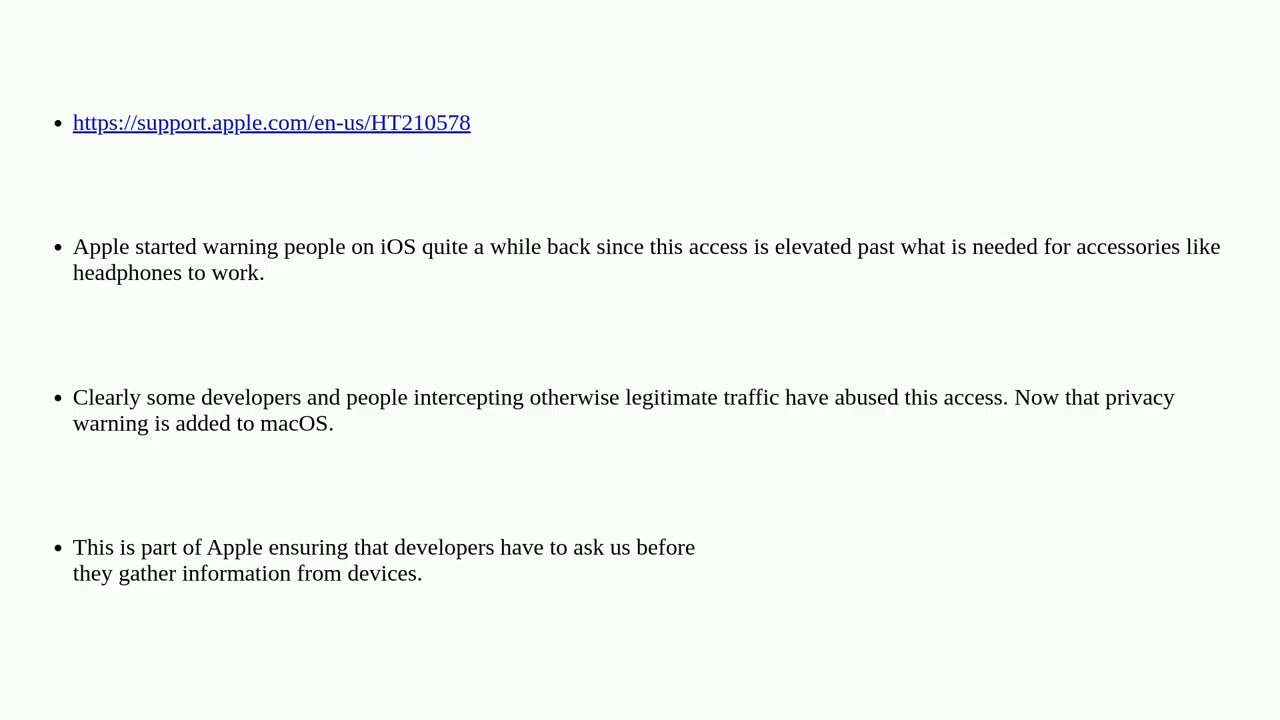 https://support.apple.com/en-us/HT210578
Apple started warning people on iOS quite a while back since this access is elevated past what is needed for accessories like
headphones to work.
Clearly some developers and people intercepting otherwise legitimate traffic have abused this access. Now that privacy
warning is added to macOS.
This is part of Apple ensuring that developers have to ask us before
they gather information from devices.